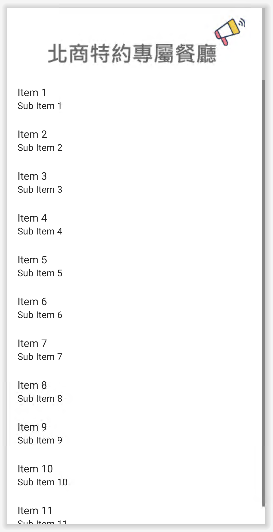 北商特約專屬餐廳
Item 1
Sub Item 1
Item 2
Sub Item 2
Item 3
Sub Item 3
Item 4
Sub Item 4
Item 5
Sub Item 5
Item 6
Sub Item 6
Item 7
Sub Item 7
Item 8
Sub Item 8
Item 9
Sub Item 9
Item 10
Sub Item 10
Item 11
Sub Item 11